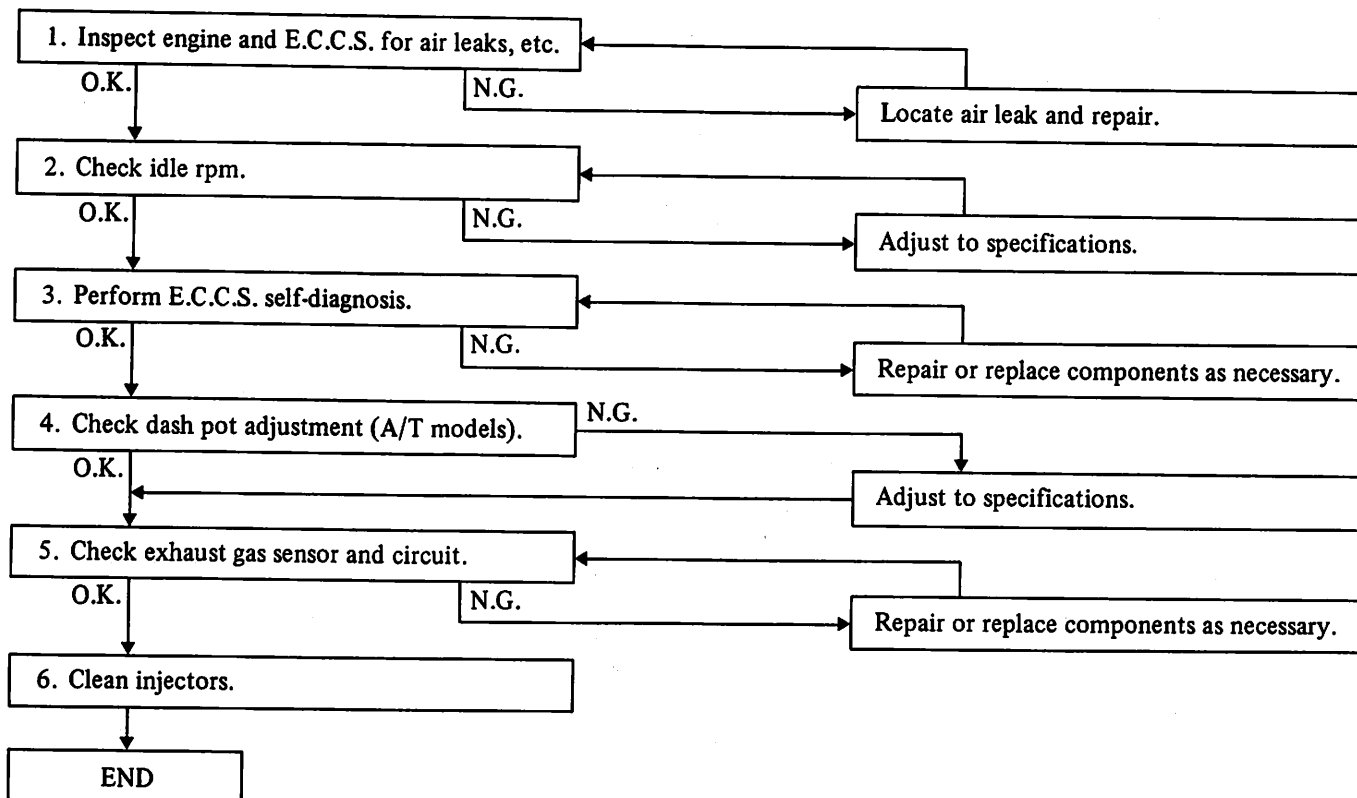 1. Inspect engine and E.C.C.S. for air leaks, etc.
O.K.
N.G.
Locate air leak and repair.
2. Check idle rpm.
O.K.
N.G.
Adjust to specifications.
3. Perform E.C.C.S. self-diagnosis.
O.K.
N.G.
Repair or replace components as necessary.
4. Check dash pot adjustment (A/T models).
N.G.
O.K.
Adjust to specifications.
5. Check exhaust gas sensor and circuit.
O.K.
N.G.
Repair or replace components as necessary.
6. Clean injectors.
END